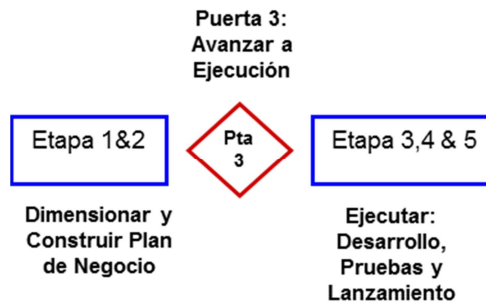 Puerta 3:
Avanzar a
Ejecución
Etapa 1&2
Pta
3
Etapa 3,4 & 5
Dimensionar y
Construir Plan
de Negocio
Ejecutar:
Desarrollo,
Pruebas y
Lanzamiento